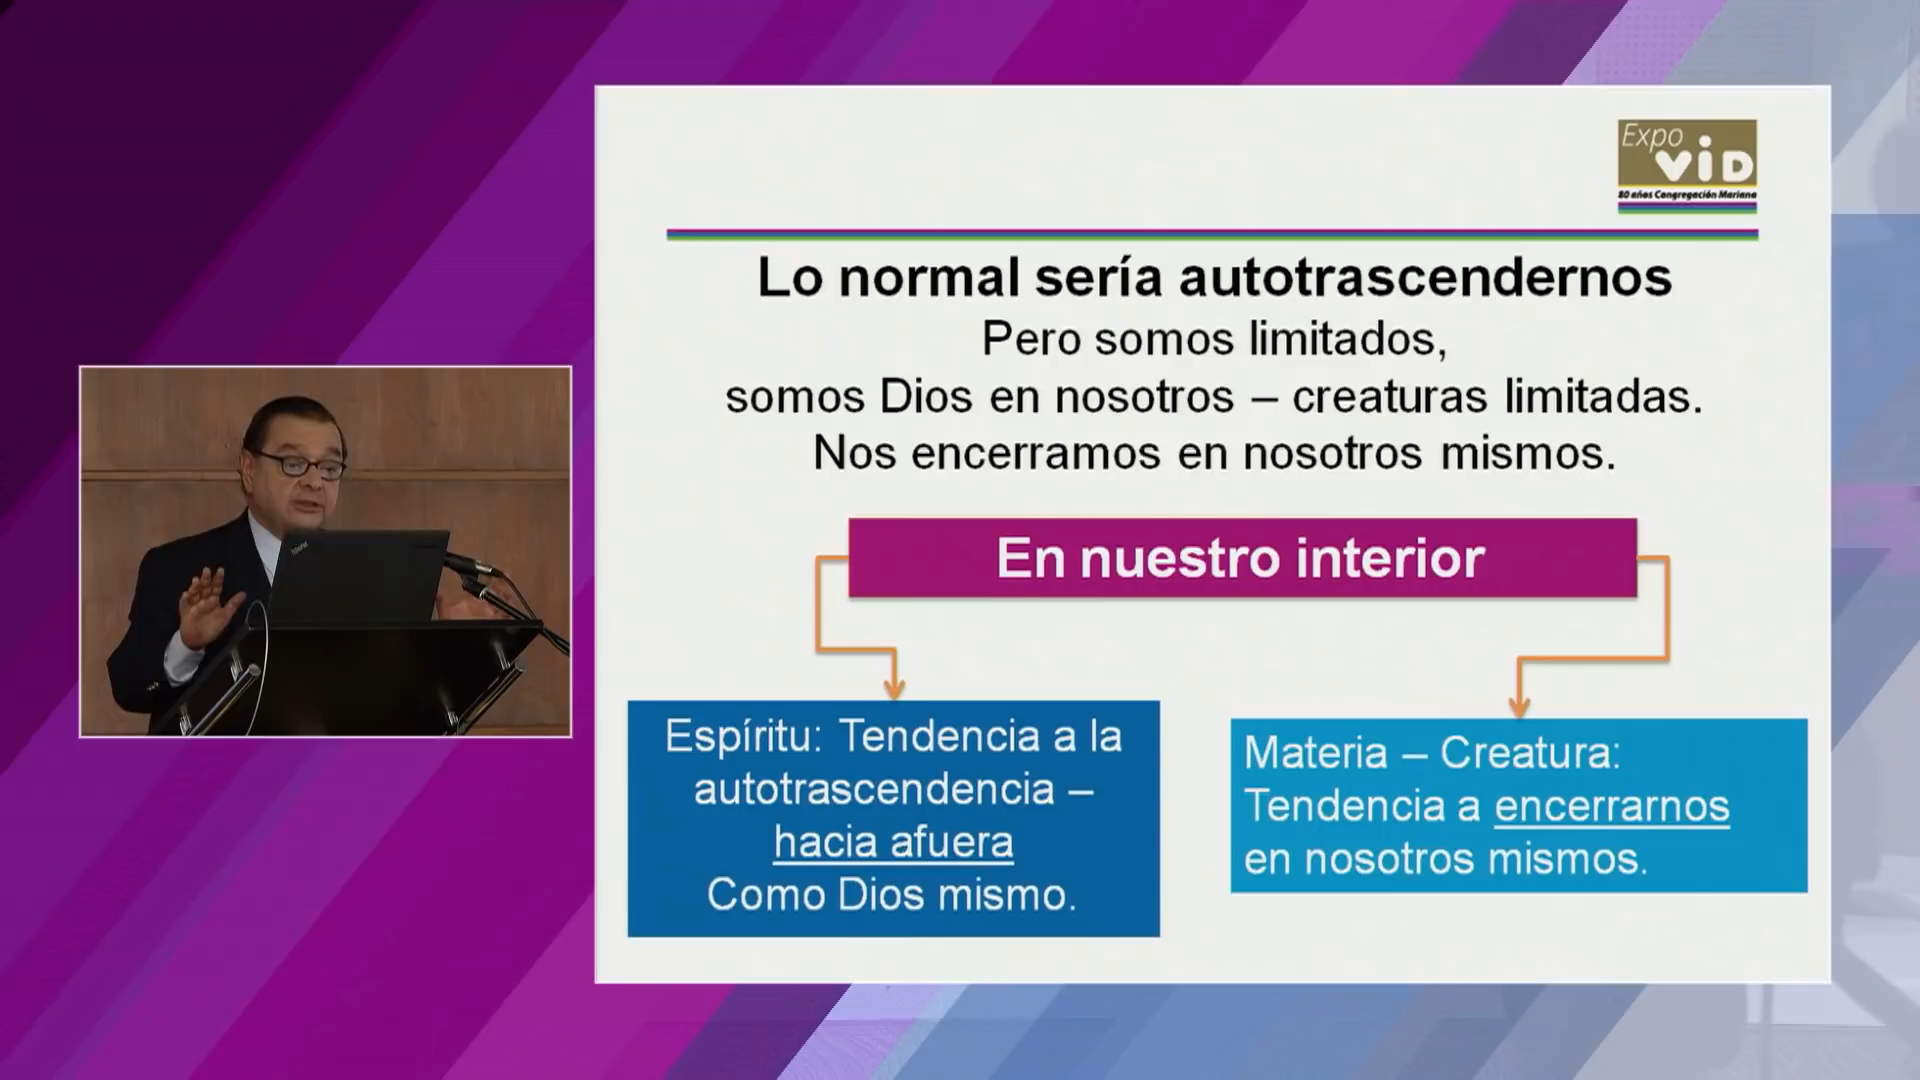 Expo
ViD
80 años Congregación Mariana
Lo normal sería autotrascendernos
Pero somos limitados,
somos Dios en nosotros – creaturas limitadas.
Nos encerramos en nosotros mismos.
En nuestro interior
Espíritu: Tendencia a la
autotrascendencia –
hacia afuera
Como Dios mismo.
Materia – Creatura:
Tendencia a encerrarnos
en nosotros mismos.